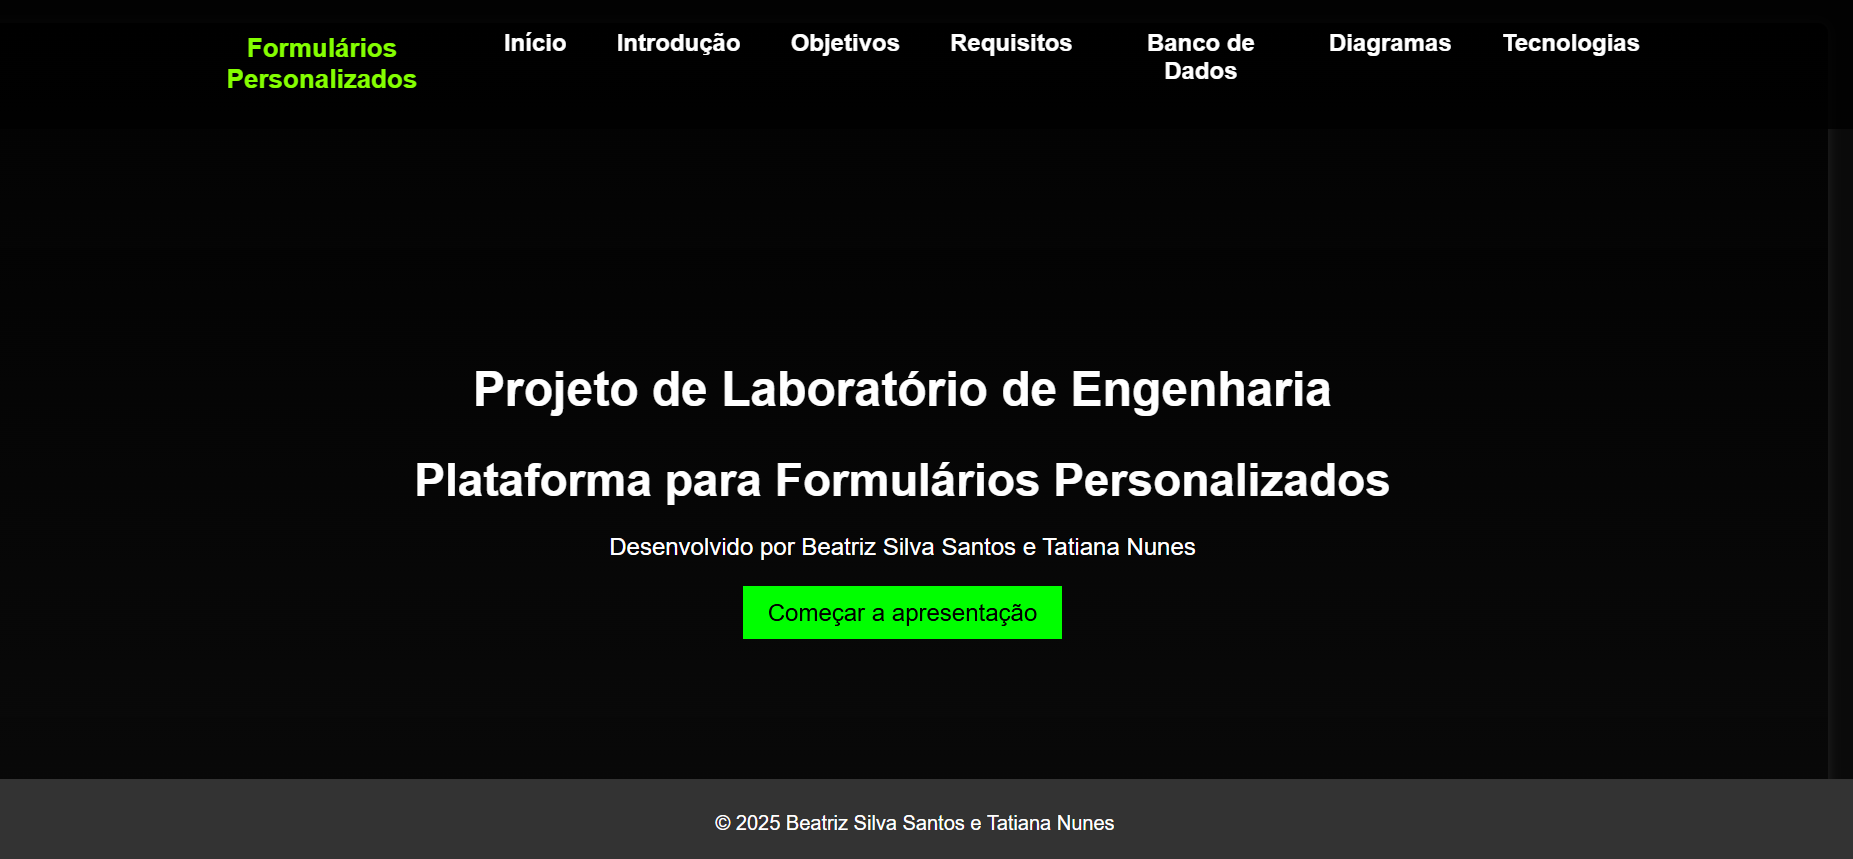 Formulários
Personalizados
Início
Introdução
Objetivos
Requisitos
Banco de
Dados
Diagramas
Tecnologias
Projeto de Laboratório de Engenharia
Plataforma para Formulários Personalizados
Desenvolvido por Beatriz Silva Santos e Tatiana Nunes
Começar a apresentação
© 2025 Beatriz Silva Santos e Tatiana Nunes